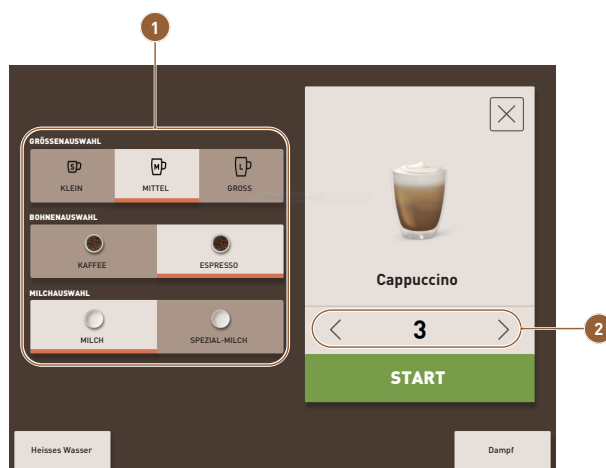 1
GRÖSSENAUSWAHL
S
M
L
KLEIN
MITTEL
GROSS
BOHNENAUSWAHL
KAFFEE
ESPRESSO
MILCHAUSWAHL
MILCH
SPEZIAL-MILCH
Cappuccino
3
2
START
Heisses Wasser
Dampf